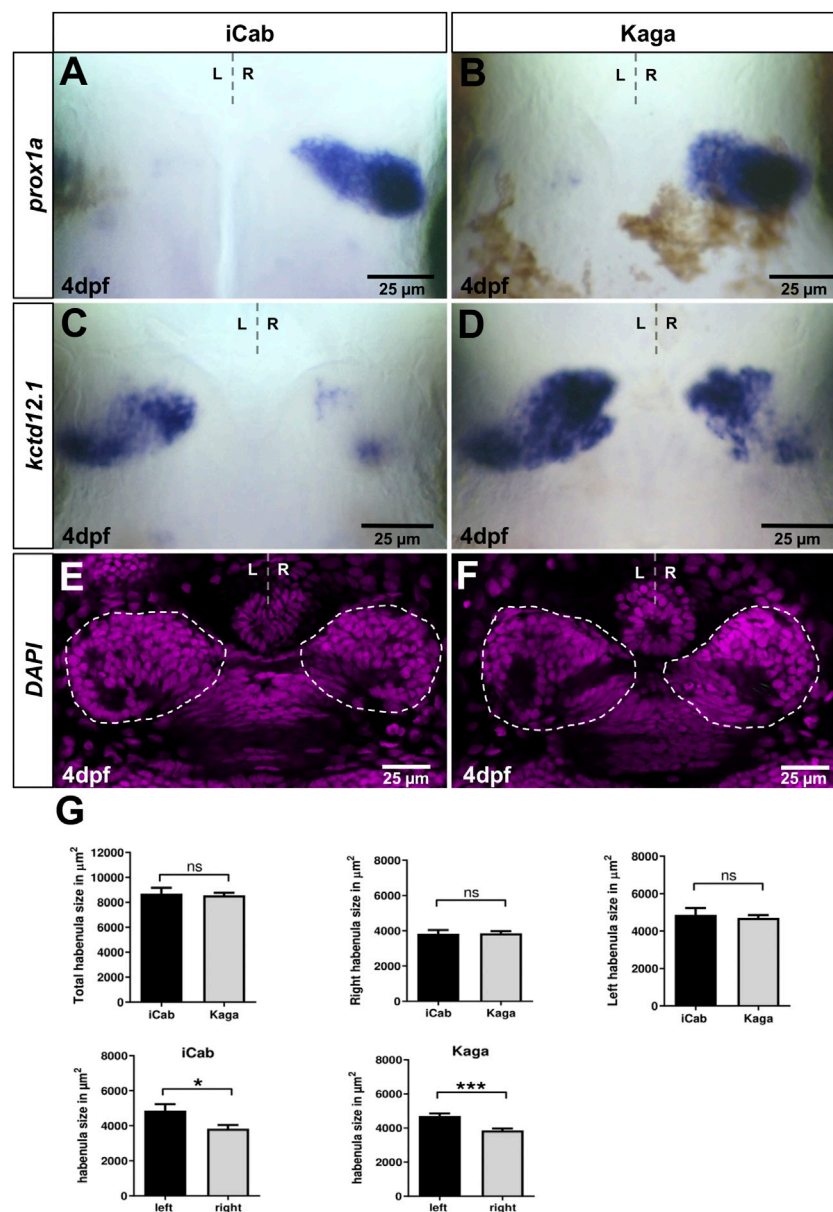 iCab Kaga
prox1a
A L R
4dpf 25 µm
B L R
4dpf 25 µm
kctd12.1
C L R
4dpf 25 µm
D L R
4dpf 25 µm
DAPI
E L R
4dpf 25 µm
F L R
4dpf 25 µm
G
Total habenula size in µm²
12000
10000
8000
6000
4000
2000
0
ns
iCab Kaga
Right habenula size in µm²
8000
6000
4000
2000
0
ns
iCab Kaga
Left habenula size in µm²
8000
6000
4000
2000
0
ns
iCab Kaga
iCab
habenula size in µm²
8000
6000
4000
2000
0
*
left right
Kaga
habenula size in µm²
8000
6000
4000
2000
0
***
left right